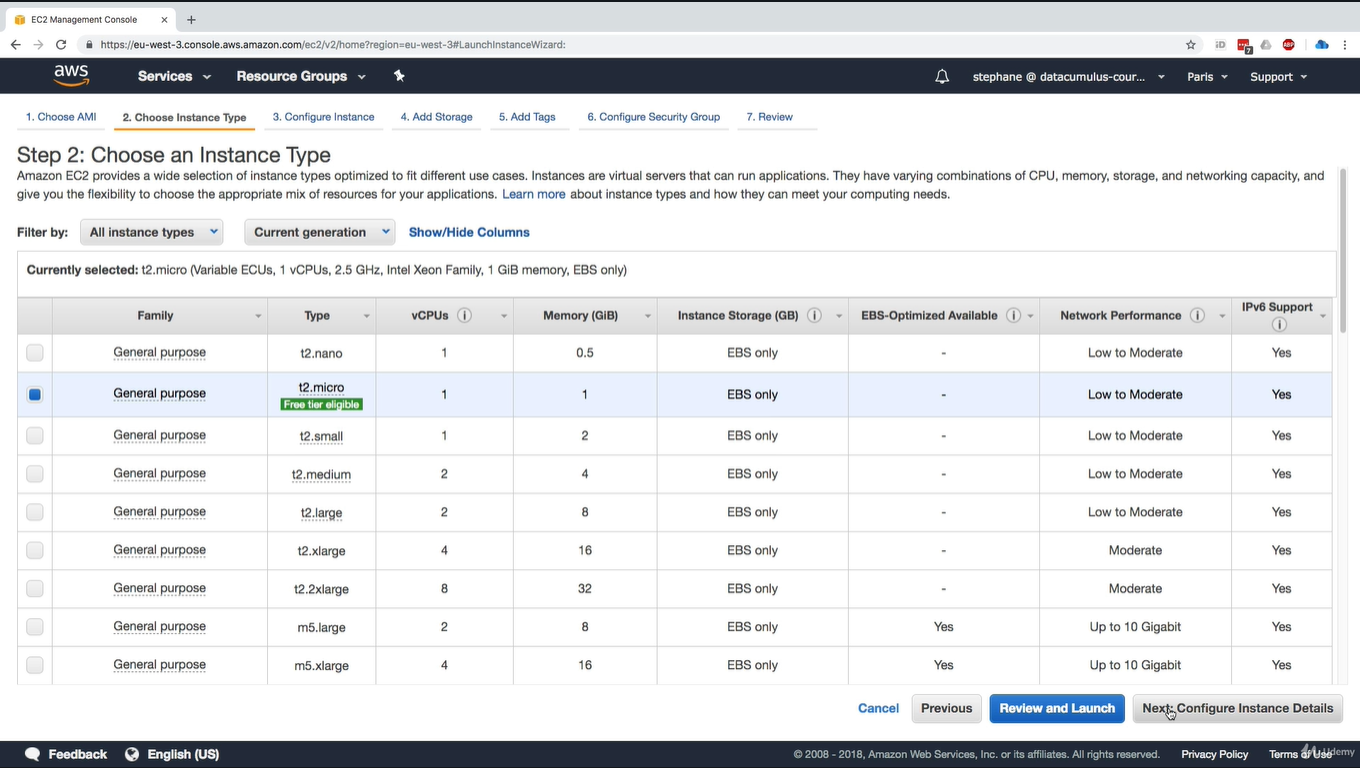 EC2 Management Console
https://eu-west-3.console.aws.amazon.com/ec2/v2/home?region=eu-west-3#LaunchInstanceWizard:
iD 7 ABP
aws Services Resource Groups stephane @ datacumulus-cour... Paris Support
1. Choose AMI 2. Choose Instance Type 3. Configure Instance 4. Add Storage 5. Add Tags 6. Configure Security Group 7. Review
Step 2: Choose an Instance Type
Amazon EC2 provides a wide selection of instance types optimized to fit different use cases. Instances are virtual servers that can run applications. They have varying combinations of CPU, memory, storage, and networking capacity, and
give you the flexibility to choose the appropriate mix of resources for your applications. Learn more about instance types and how they can meet your computing needs.
Filter by: All instance types Current generation Show/Hide Columns
Currently selected: t2.micro (Variable ECUs, 1 vCPUs, 2.5 GHz, Intel Xeon Family, 1 GiB memory, EBS only)
Family Type vCPUs i Memory (GiB) Instance Storage (GB) i EBS-Optimized Available i Network Performance i IPv6 Support i
General purpose t2.nano 1 0.5 EBS only - Low to Moderate Yes
General purpose t2.micro 1 1 EBS only - Low to Moderate Yes
Free tier eligible
General purpose t2.small 1 2 EBS only - Low to Moderate Yes
General purpose t2.medium 2 4 EBS only - Low to Moderate Yes
General purpose t2.large 2 8 EBS only - Low to Moderate Yes
General purpose t2.xlarge 4 16 EBS only - Moderate Yes
General purpose t2.2xlarge 8 32 EBS only - Moderate Yes
General purpose m5.large 2 8 EBS only Yes Up to 10 Gigabit Yes
General purpose m5.xlarge 4 16 EBS only Yes Up to 10 Gigabit Yes
Cancel Previous Review and Launch Next: Configure Instance Details
Feedback English (US) © 2008 - 2018, Amazon Web Services, Inc. or its affiliates. All rights reserved. Privacy Policy Terms of Use
Udemy